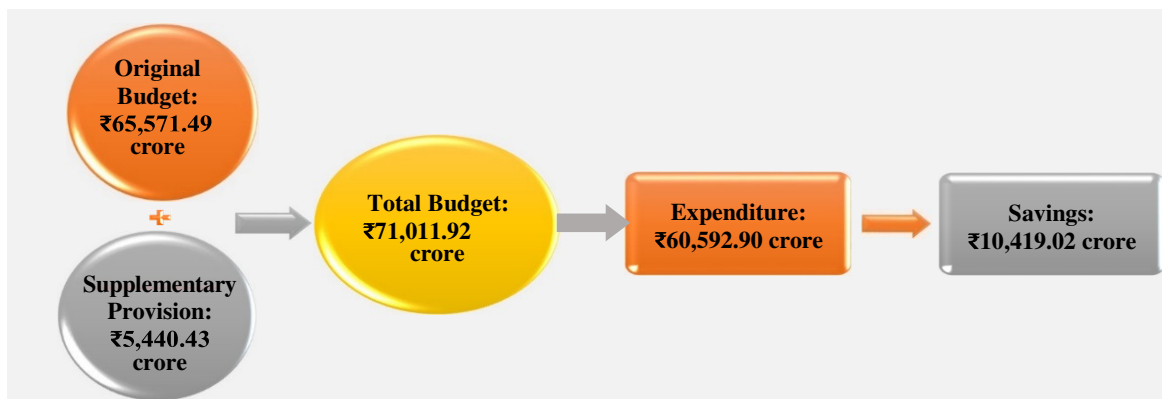 Original
Budget:
₹65,571.49
crore
+
Supplementary
Provision:
₹5,440.43
crore
Total Budget:
₹71,011.92
crore
Expenditure:
₹60,592.90 crore
Savings:
₹10,419.02 crore